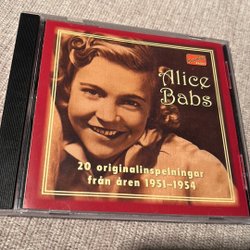 Alice
Babs
20 originalinspelningar
från åren 1951-1954